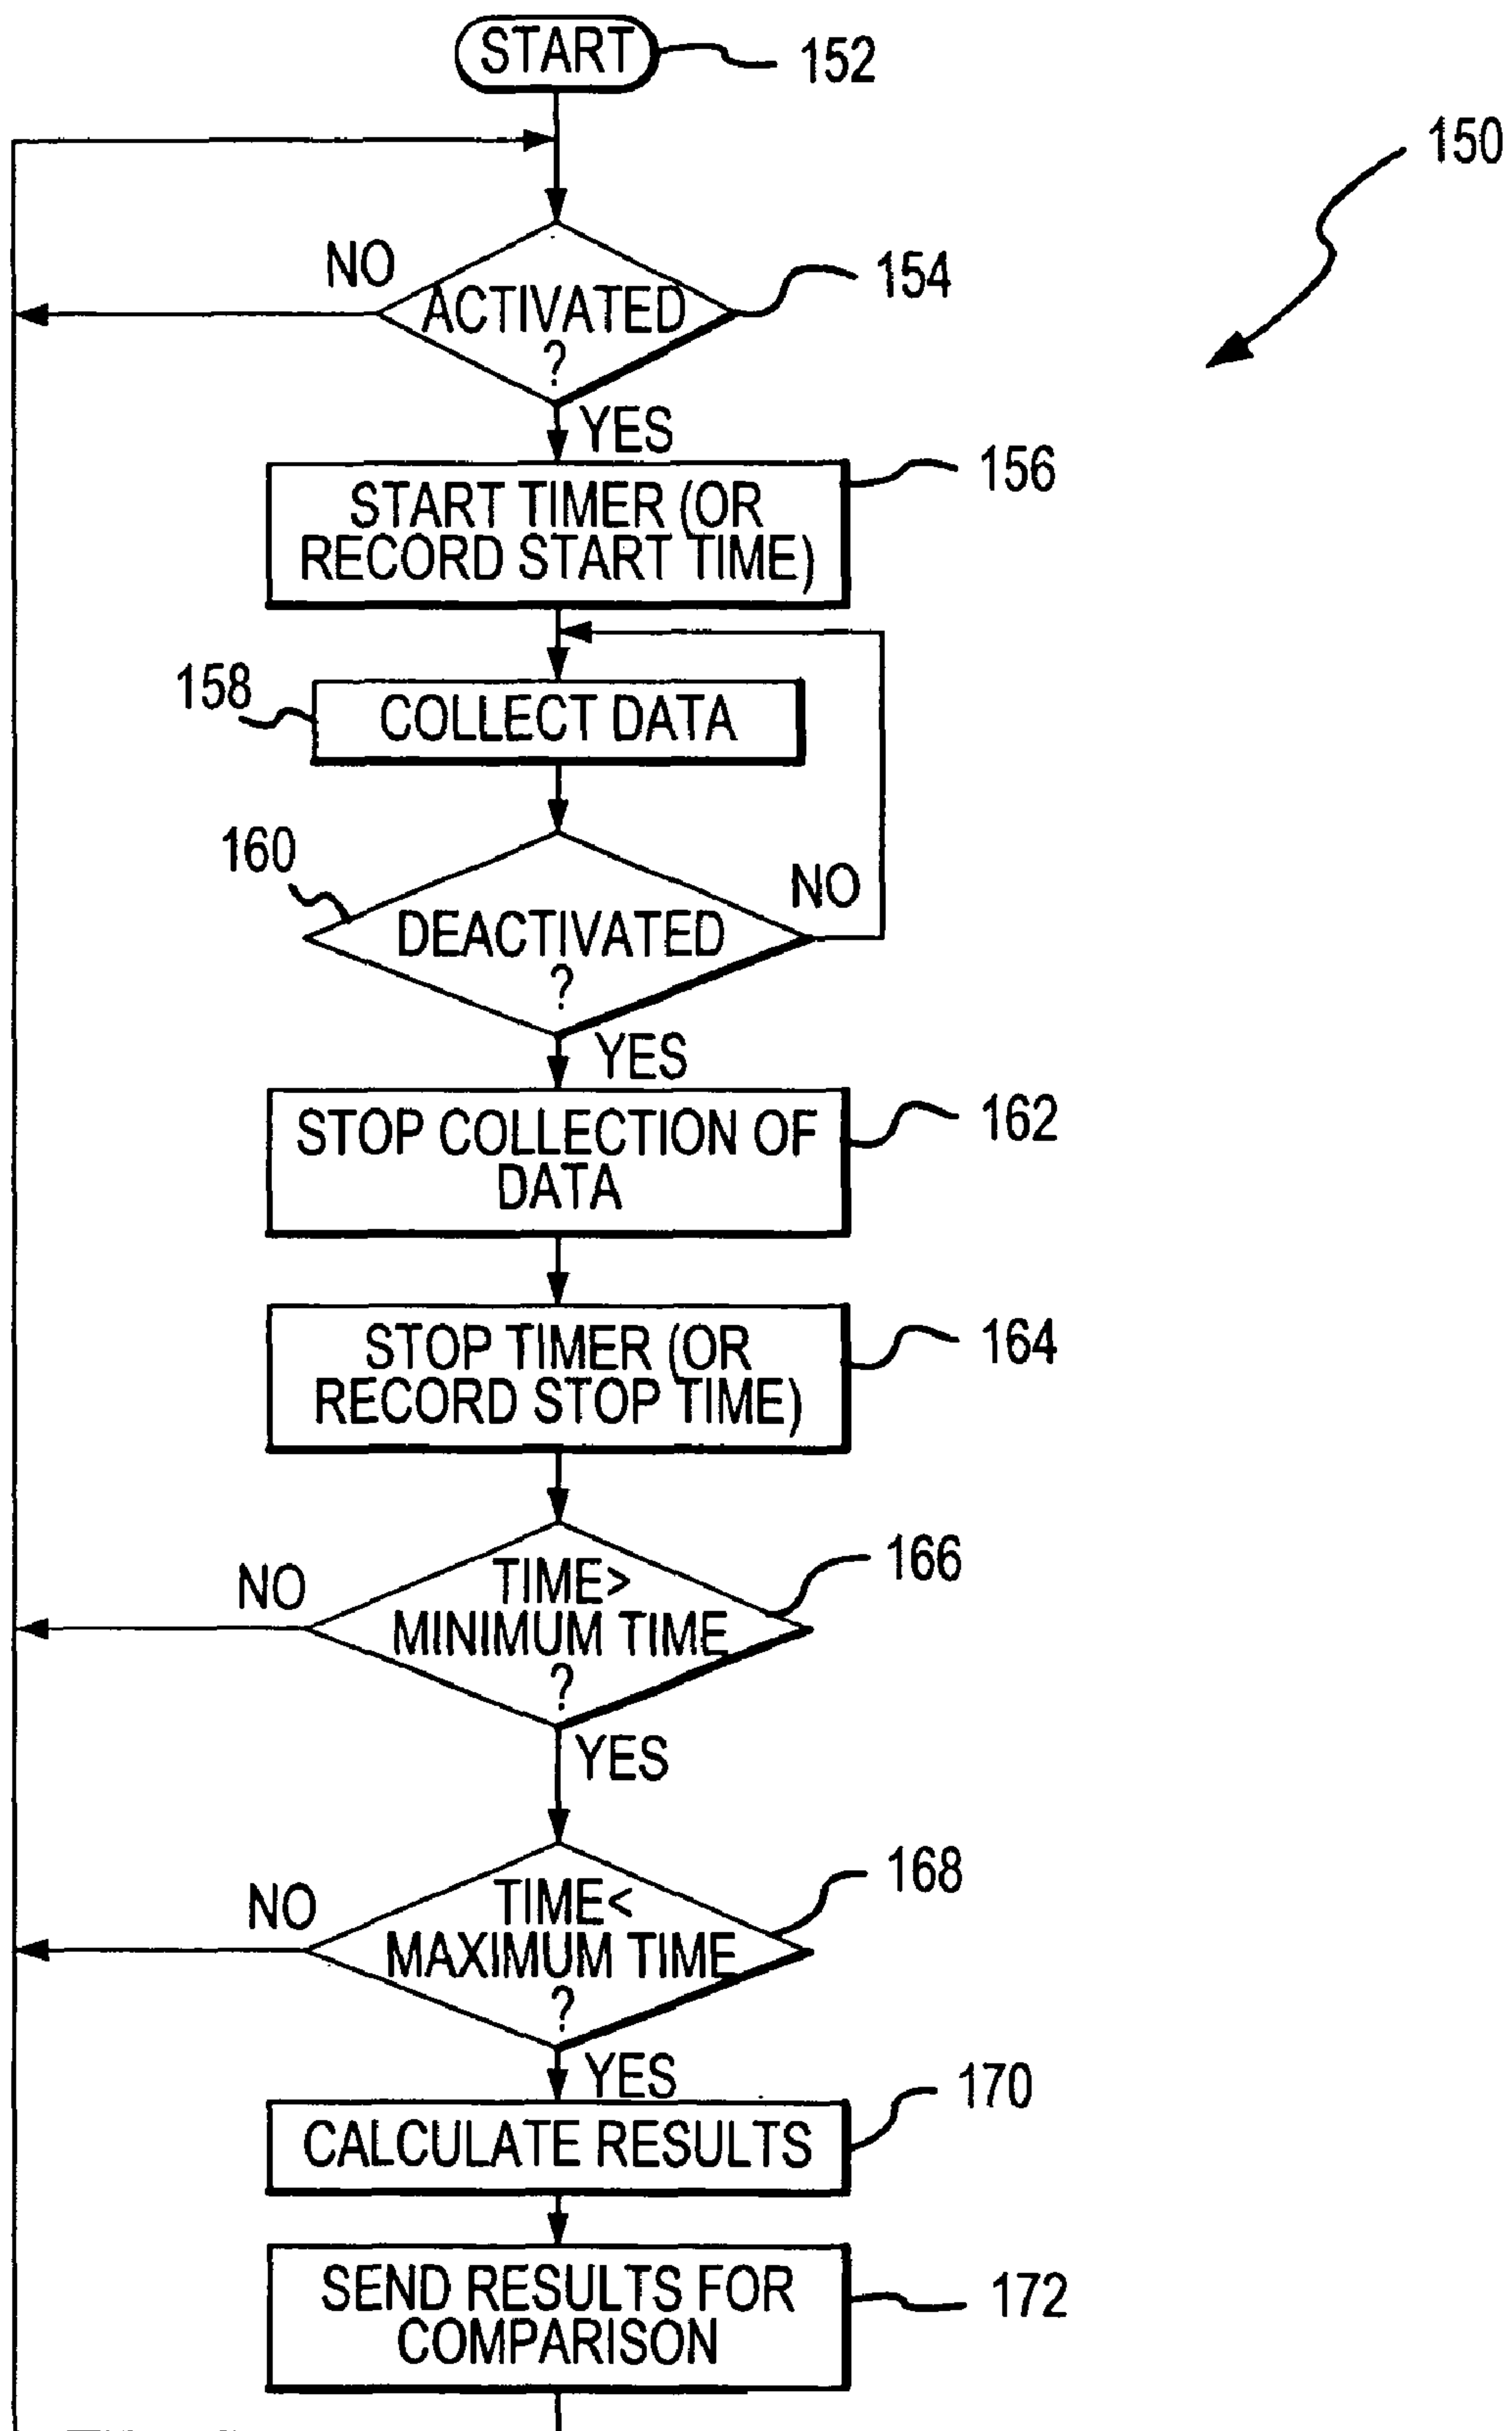 START
152
150
NO
ACTIVATED
?
154
YES
START TIMER (OR
RECORD START TIME)
156
158
COLLECT DATA
160
NO
DEACTIVATED
?
YES
STOP COLLECTION OF
DATA
162
STOP TIMER (OR
RECORD STOP TIME)
164
NO
TIME>
MINIMUM TIME
?
166
YES
NO
TIME<
MAXIMUM TIME
?
168
YES
CALCULATE RESULTS
170
SEND RESULTS FOR
COMPARISON
172